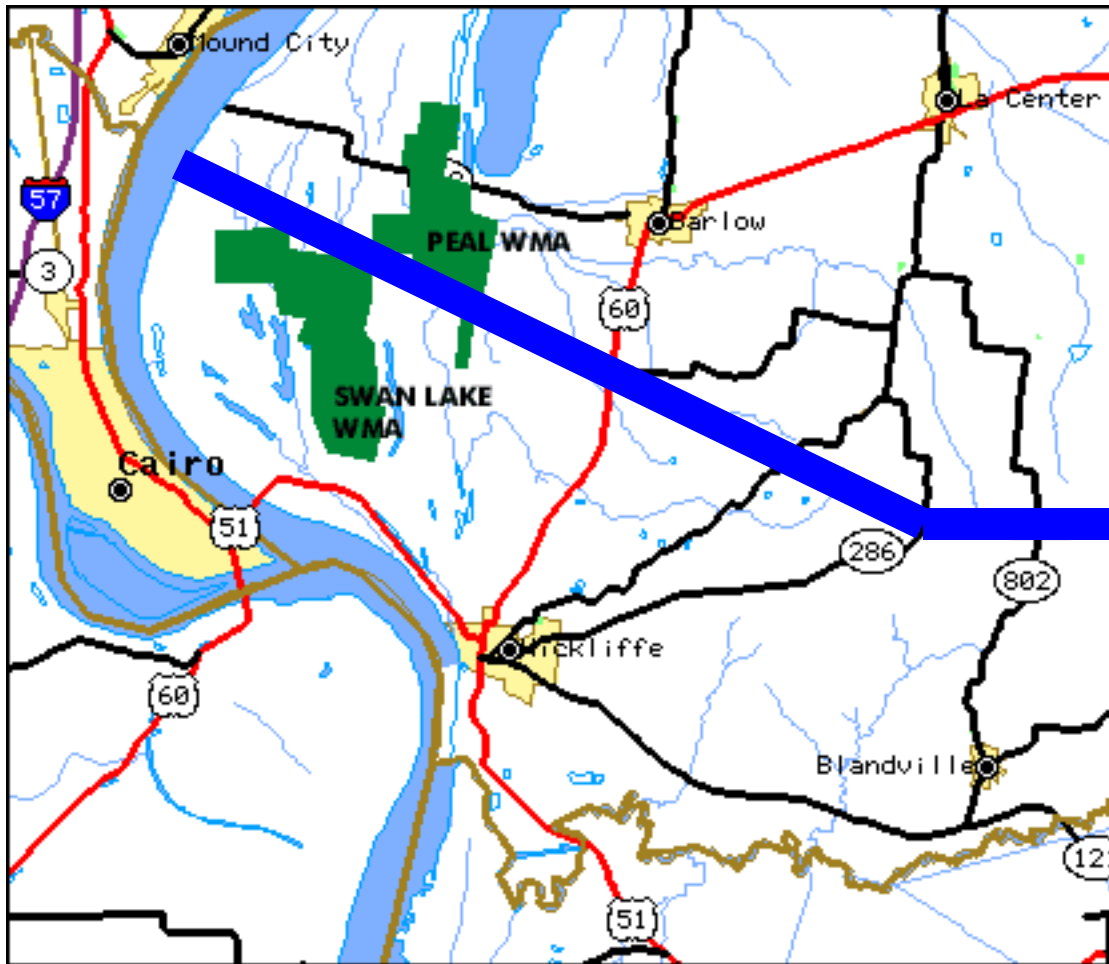 Mound City
La Center
57
Barlow
3
PEAL WMA
60
SWAN LAKE
WMA
Cairo
51
286
802
Wickliffe
60
Blandville
51